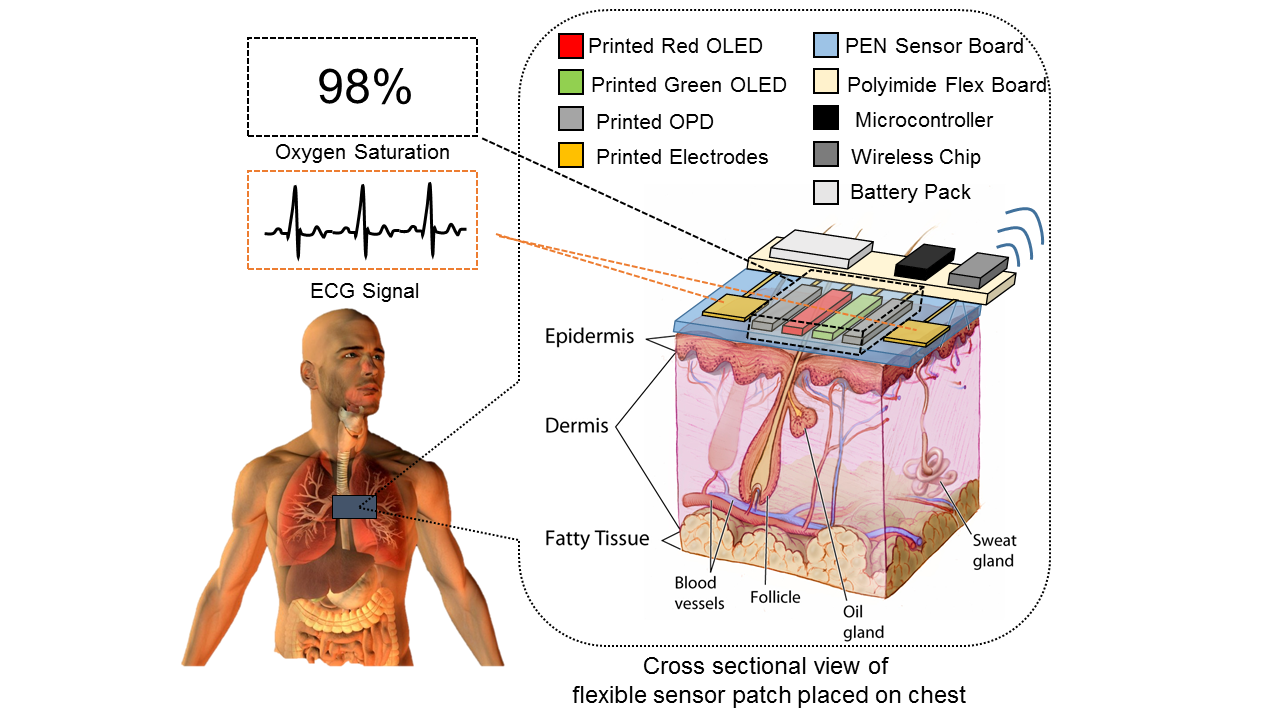 98%
Oxygen Saturation
ECG Signal
Printed Red OLED
Printed Green OLED
Printed OPD
Printed Electrodes
PEN Sensor Board
Polyimide Flex Board
Microcontroller
Wireless Chip
Battery Pack
Epidermis
Dermis
Fatty Tissue
Blood
vessels
Follicle
Oil
gland
Sweat
gland
Cross sectional view of
flexible sensor patch placed on chest